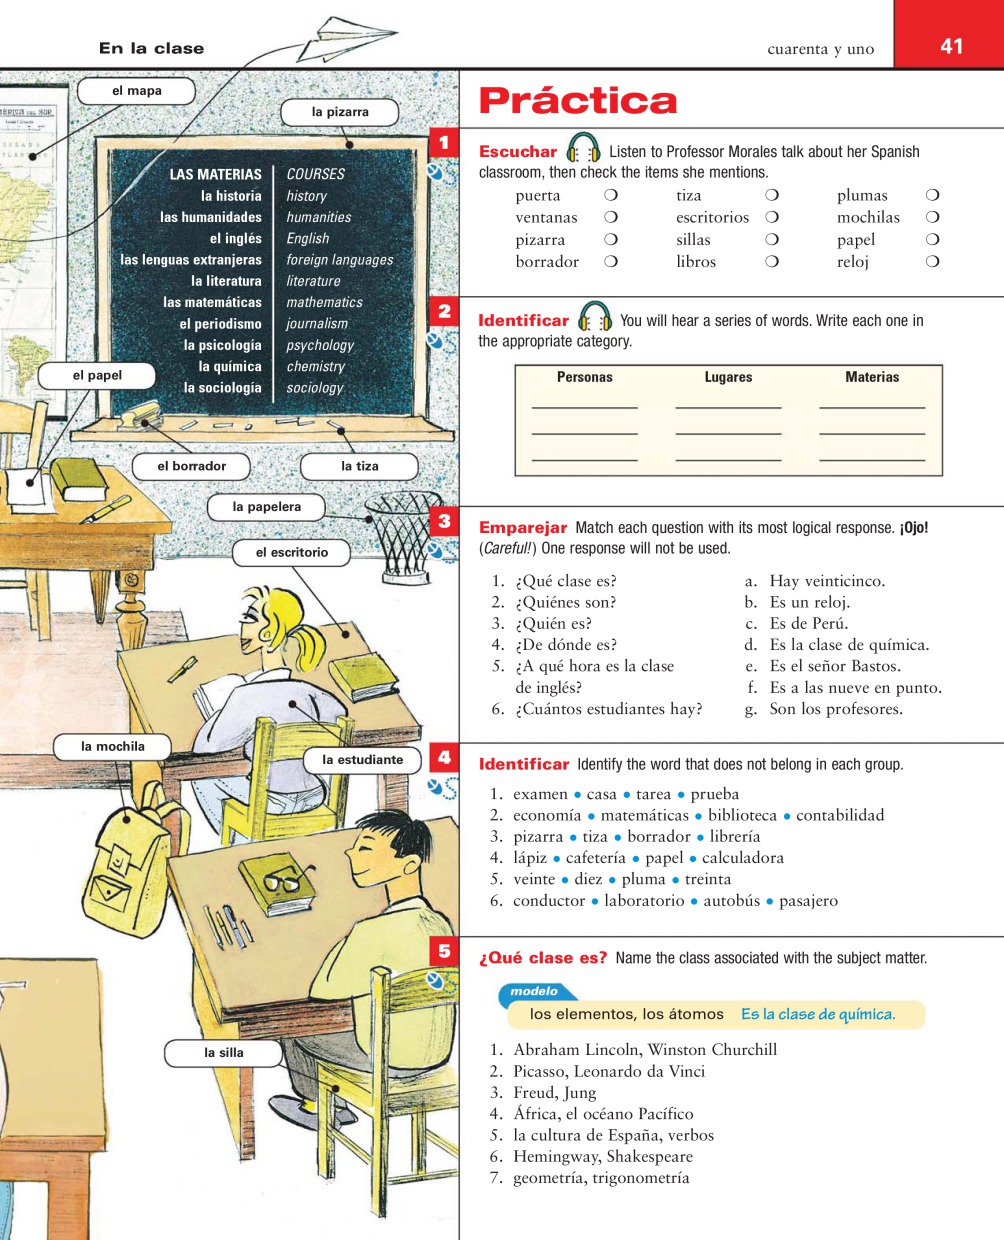 En la clase
cuarenta y uno
41
el mapa
la pizarra
LAS MATERIAS COURSES
la historia history
las humanidades humanities
el inglés English
las lenguas extranjeras foreign languages
la literatura literature
las matemáticas mathematics
el periodismo journalism
la psicología psychology
la química chemistry
la sociología sociology
el papel
el borrador
la tiza
la papelera
el escritorio
la mochila
la estudiante
la silla
Práctica
1
Escuchar Listen to Professor Morales talk about her Spanish
classroom, then check the items she mentions.
puerta ❍ tiza ❍ plumas ❍
ventanas ❍ escritorios ❍ mochilas ❍
pizarra ❍ sillas ❍ papel ❍
borrador ❍ libros ❍ reloj ❍
2
Identificar You will hear a series of words. Write each one in
the appropriate category.
Personas Lugares Materias
3
Emparejar Match each question with its most logical response. ¡Ojo!
(Careful!) One response will not be used.
1. ¿Qué clase es?
2. ¿Quiénes son?
3. ¿Quién es?
4. ¿De dónde es?
5. ¿A qué hora es la clase
de inglés?
6. ¿Cuántos estudiantes hay?
a. Hay veinticinco.
b. Es un reloj.
c. Es de Perú.
d. Es la clase de química.
e. Es el señor Bastos.
f. Es a las nueve en punto.
g. Son los profesores.
4
Identificar Identify the word that does not belong in each group.
1. examen • casa • tarea • prueba
2. economía • matemáticas • biblioteca • contabilidad
3. pizarra • tiza • borrador • librería
4. lápiz • cafetería • papel • calculadora
5. veinte • diez • pluma • treinta
6. conductor • laboratorio • autobús • pasajero
5
¿Qué clase es? Name the class associated with the subject matter.
modelo
los elementos, los átomos Es la clase de química.
1. Abraham Lincoln, Winston Churchill
2. Picasso, Leonardo da Vinci
3. Freud, Jung
4. África, el océano Pacífico
5. la cultura de España, verbos
6. Hemingway, Shakespeare
7. geometría, trigonometría